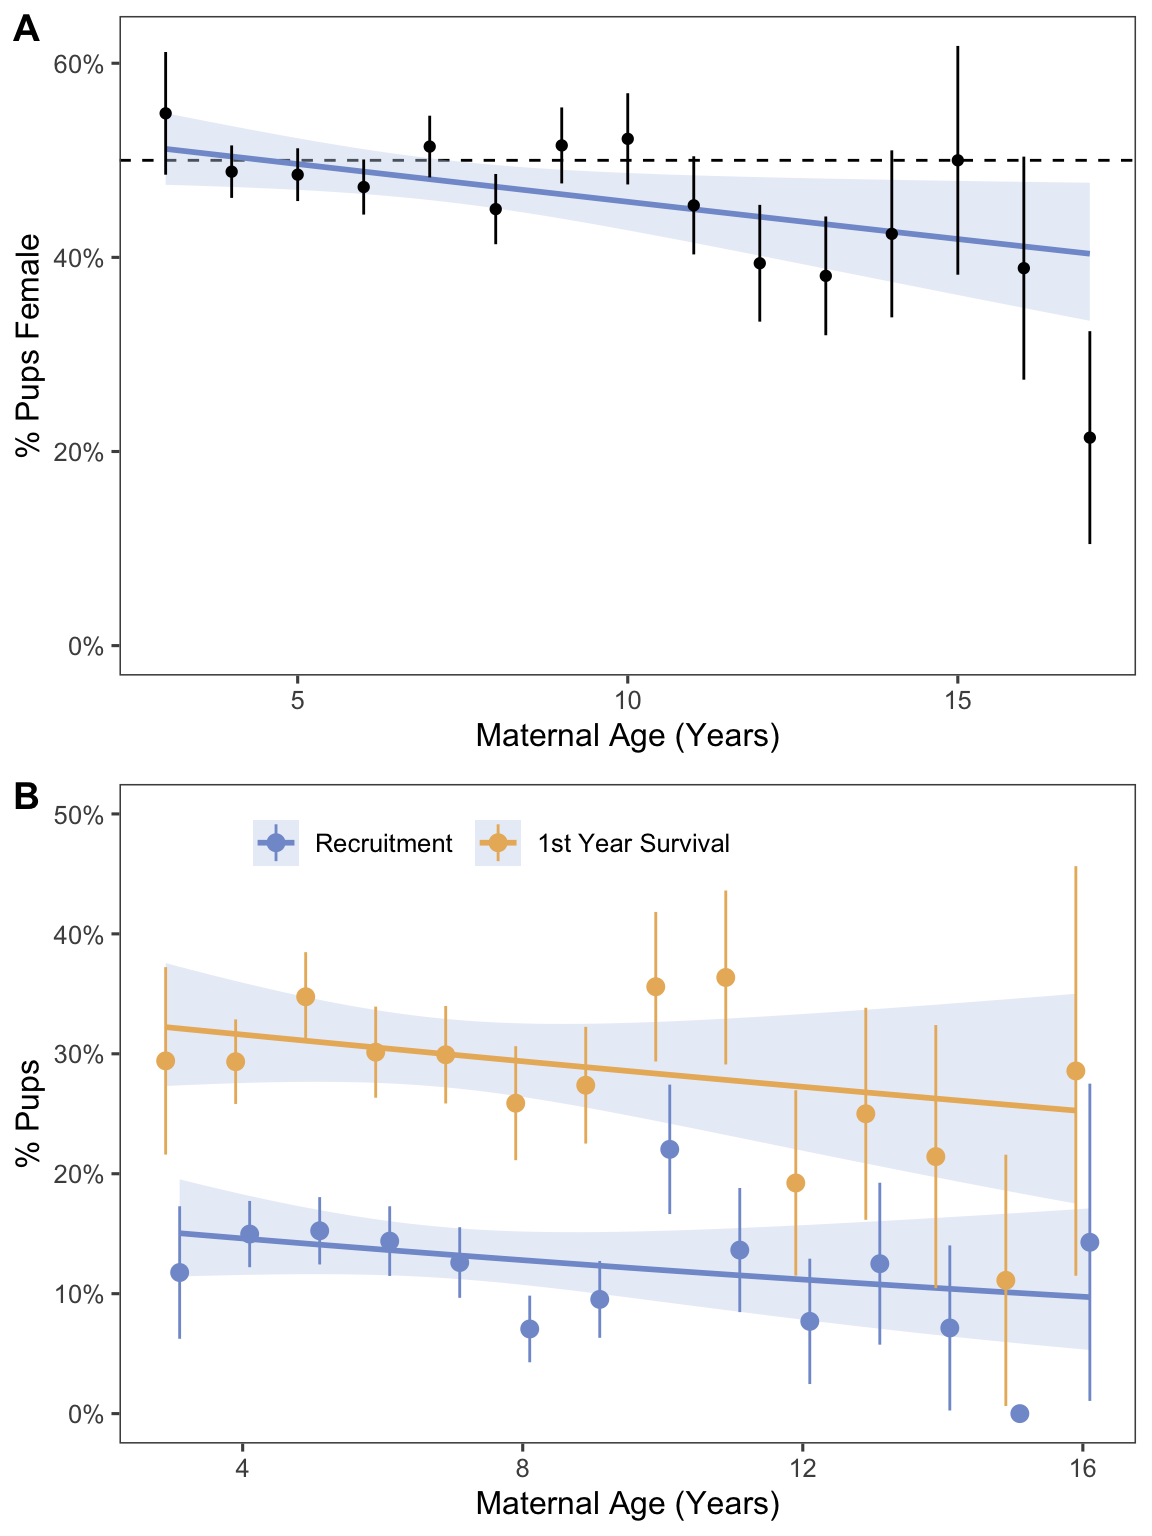 A
60%
40%
20%
0%
% Pups Female
5 10 15
Maternal Age (Years)
B
50%
40%
30%
20%
10%
0%
% Pups
Recruitment 1st Year Survival
4 8 12 16
Maternal Age (Years)